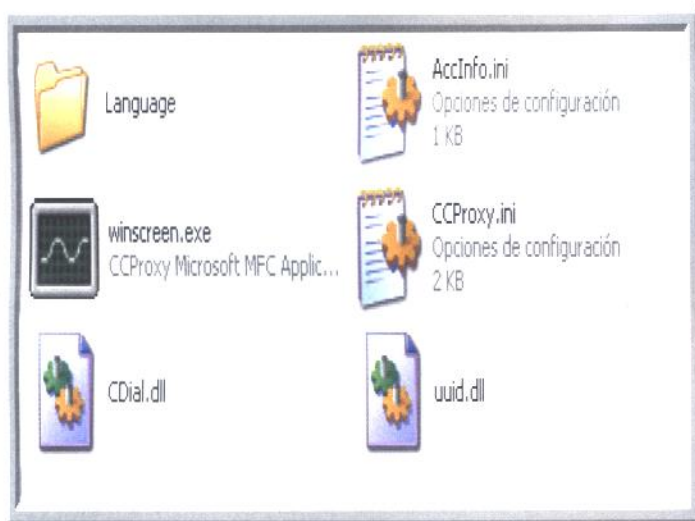 Language
AccInfo.ini
Opciones de configuración
1 KB
winscreen.exe
CCProxy Microsoft MFC Applic...
CCProxy.ini
Opciones de configuración
2 KB
CDial.dll
uuid.dll